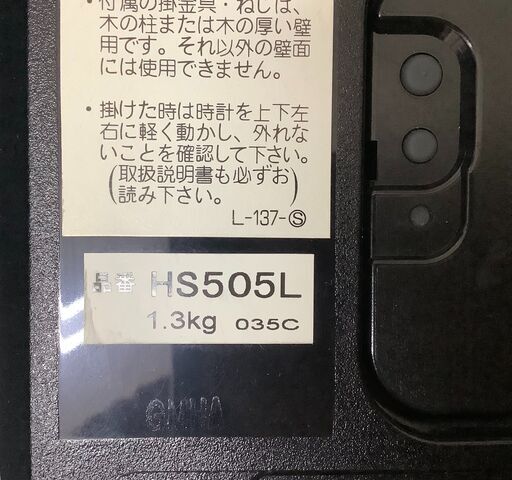 ・付属の掛金具・ねじは、
木の柱または木の厚い壁
用です。それ以外の壁面
には使用できません。
・掛けた時は時計を上下左
右に軽く動かし、外れな
いことを確認して下さい。
(取扱説明書も必ずお
読み下さい。)
L-137-Ⓢ
品番 HS505L
1.3kg 035C